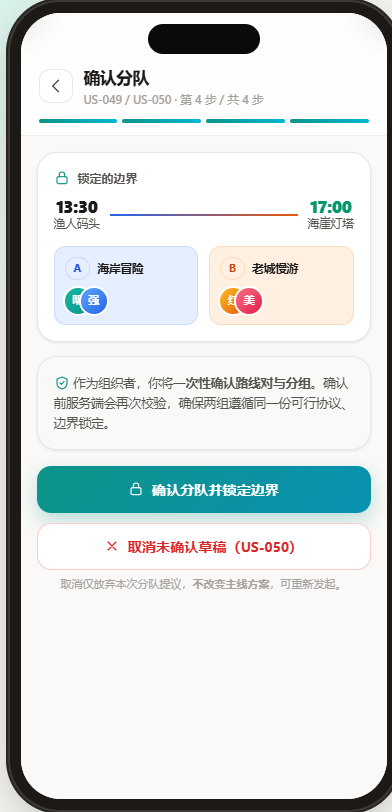 确认分队
US-049 / US-050 · 第 4 步 / 共 4 步
锁定的边界
13:30
17:00
渔人码头
海崖灯塔
A 海岸冒险
B 老城慢游
强
美
作为组织者，你将一次性确认路线对与分组。确认
前服务端会再次校验，确保两组遵循同一份可行协议、
边界锁定。
确认分队并锁定边界
取消未确认草稿（US-050）
取消仅放弃本次分队提议，不改变主线方案，可重新发起。